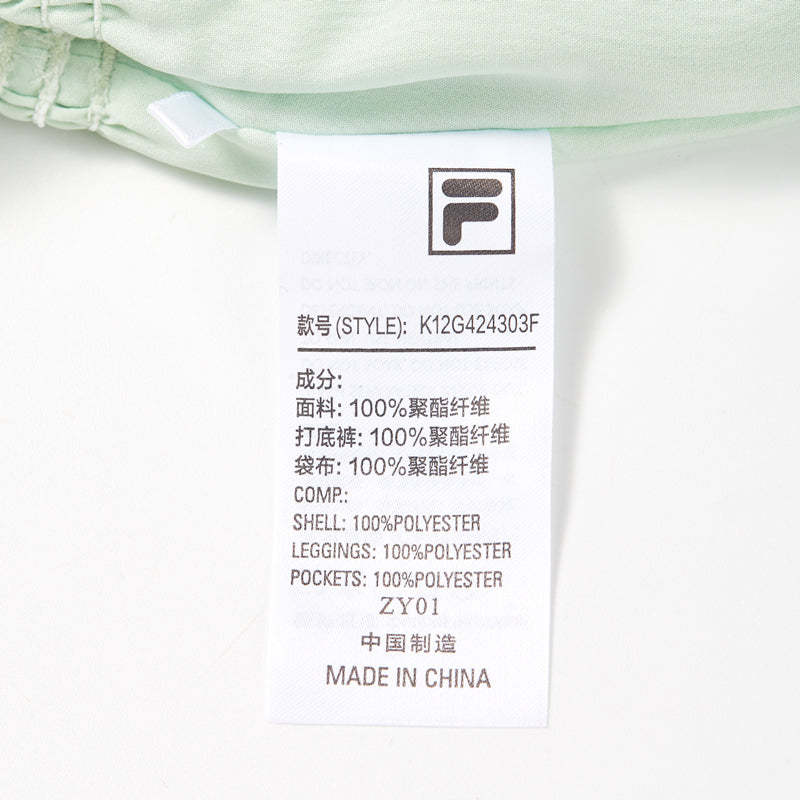 款号(STYLE): K12G424303F
成分:
面料: 100%聚酯纤维
打底裤: 100%聚酯纤维
袋布: 100%聚酯纤维
COMP.:
SHELL: 100%POLYESTER
LEGGINGS: 100%POLYESTER
POCKETS: 100%POLYESTER
ZY01
中国制造
MADE IN CHINA